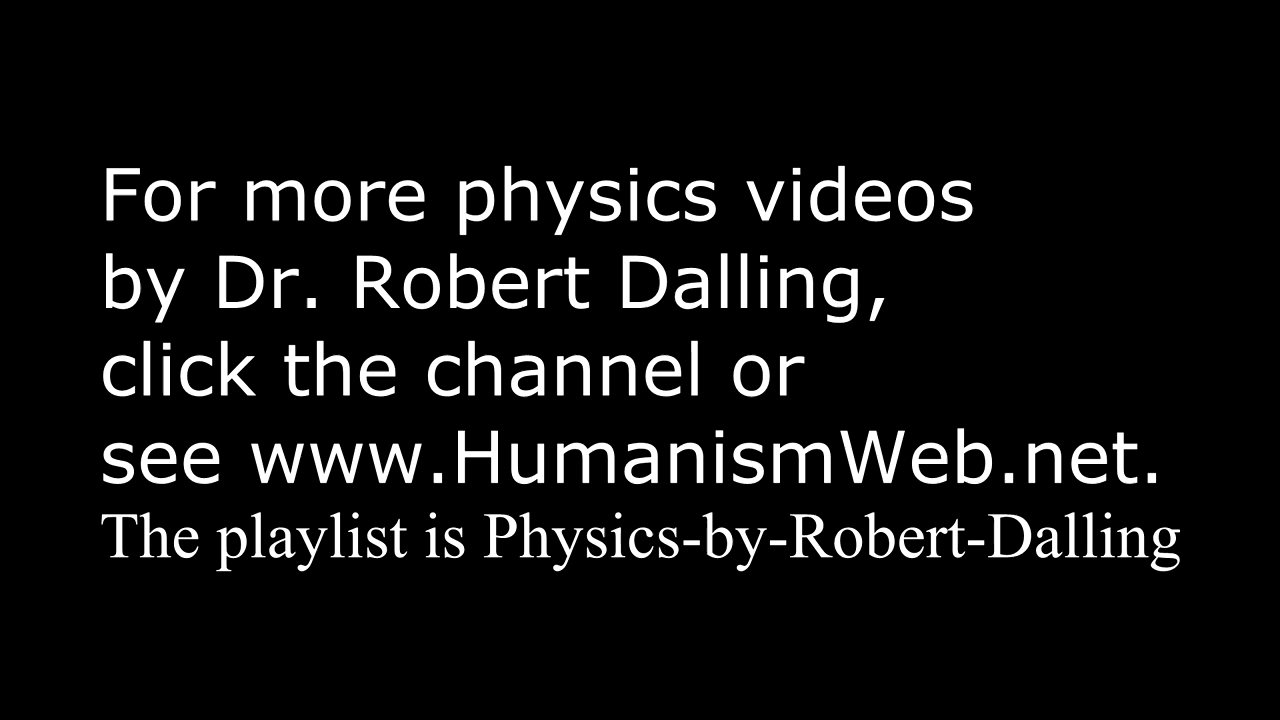 For more physics videos
by Dr. Robert Dalling,
click the channel or
see www.HumanismWeb.net.
The playlist is Physics-by-Robert-Dalling